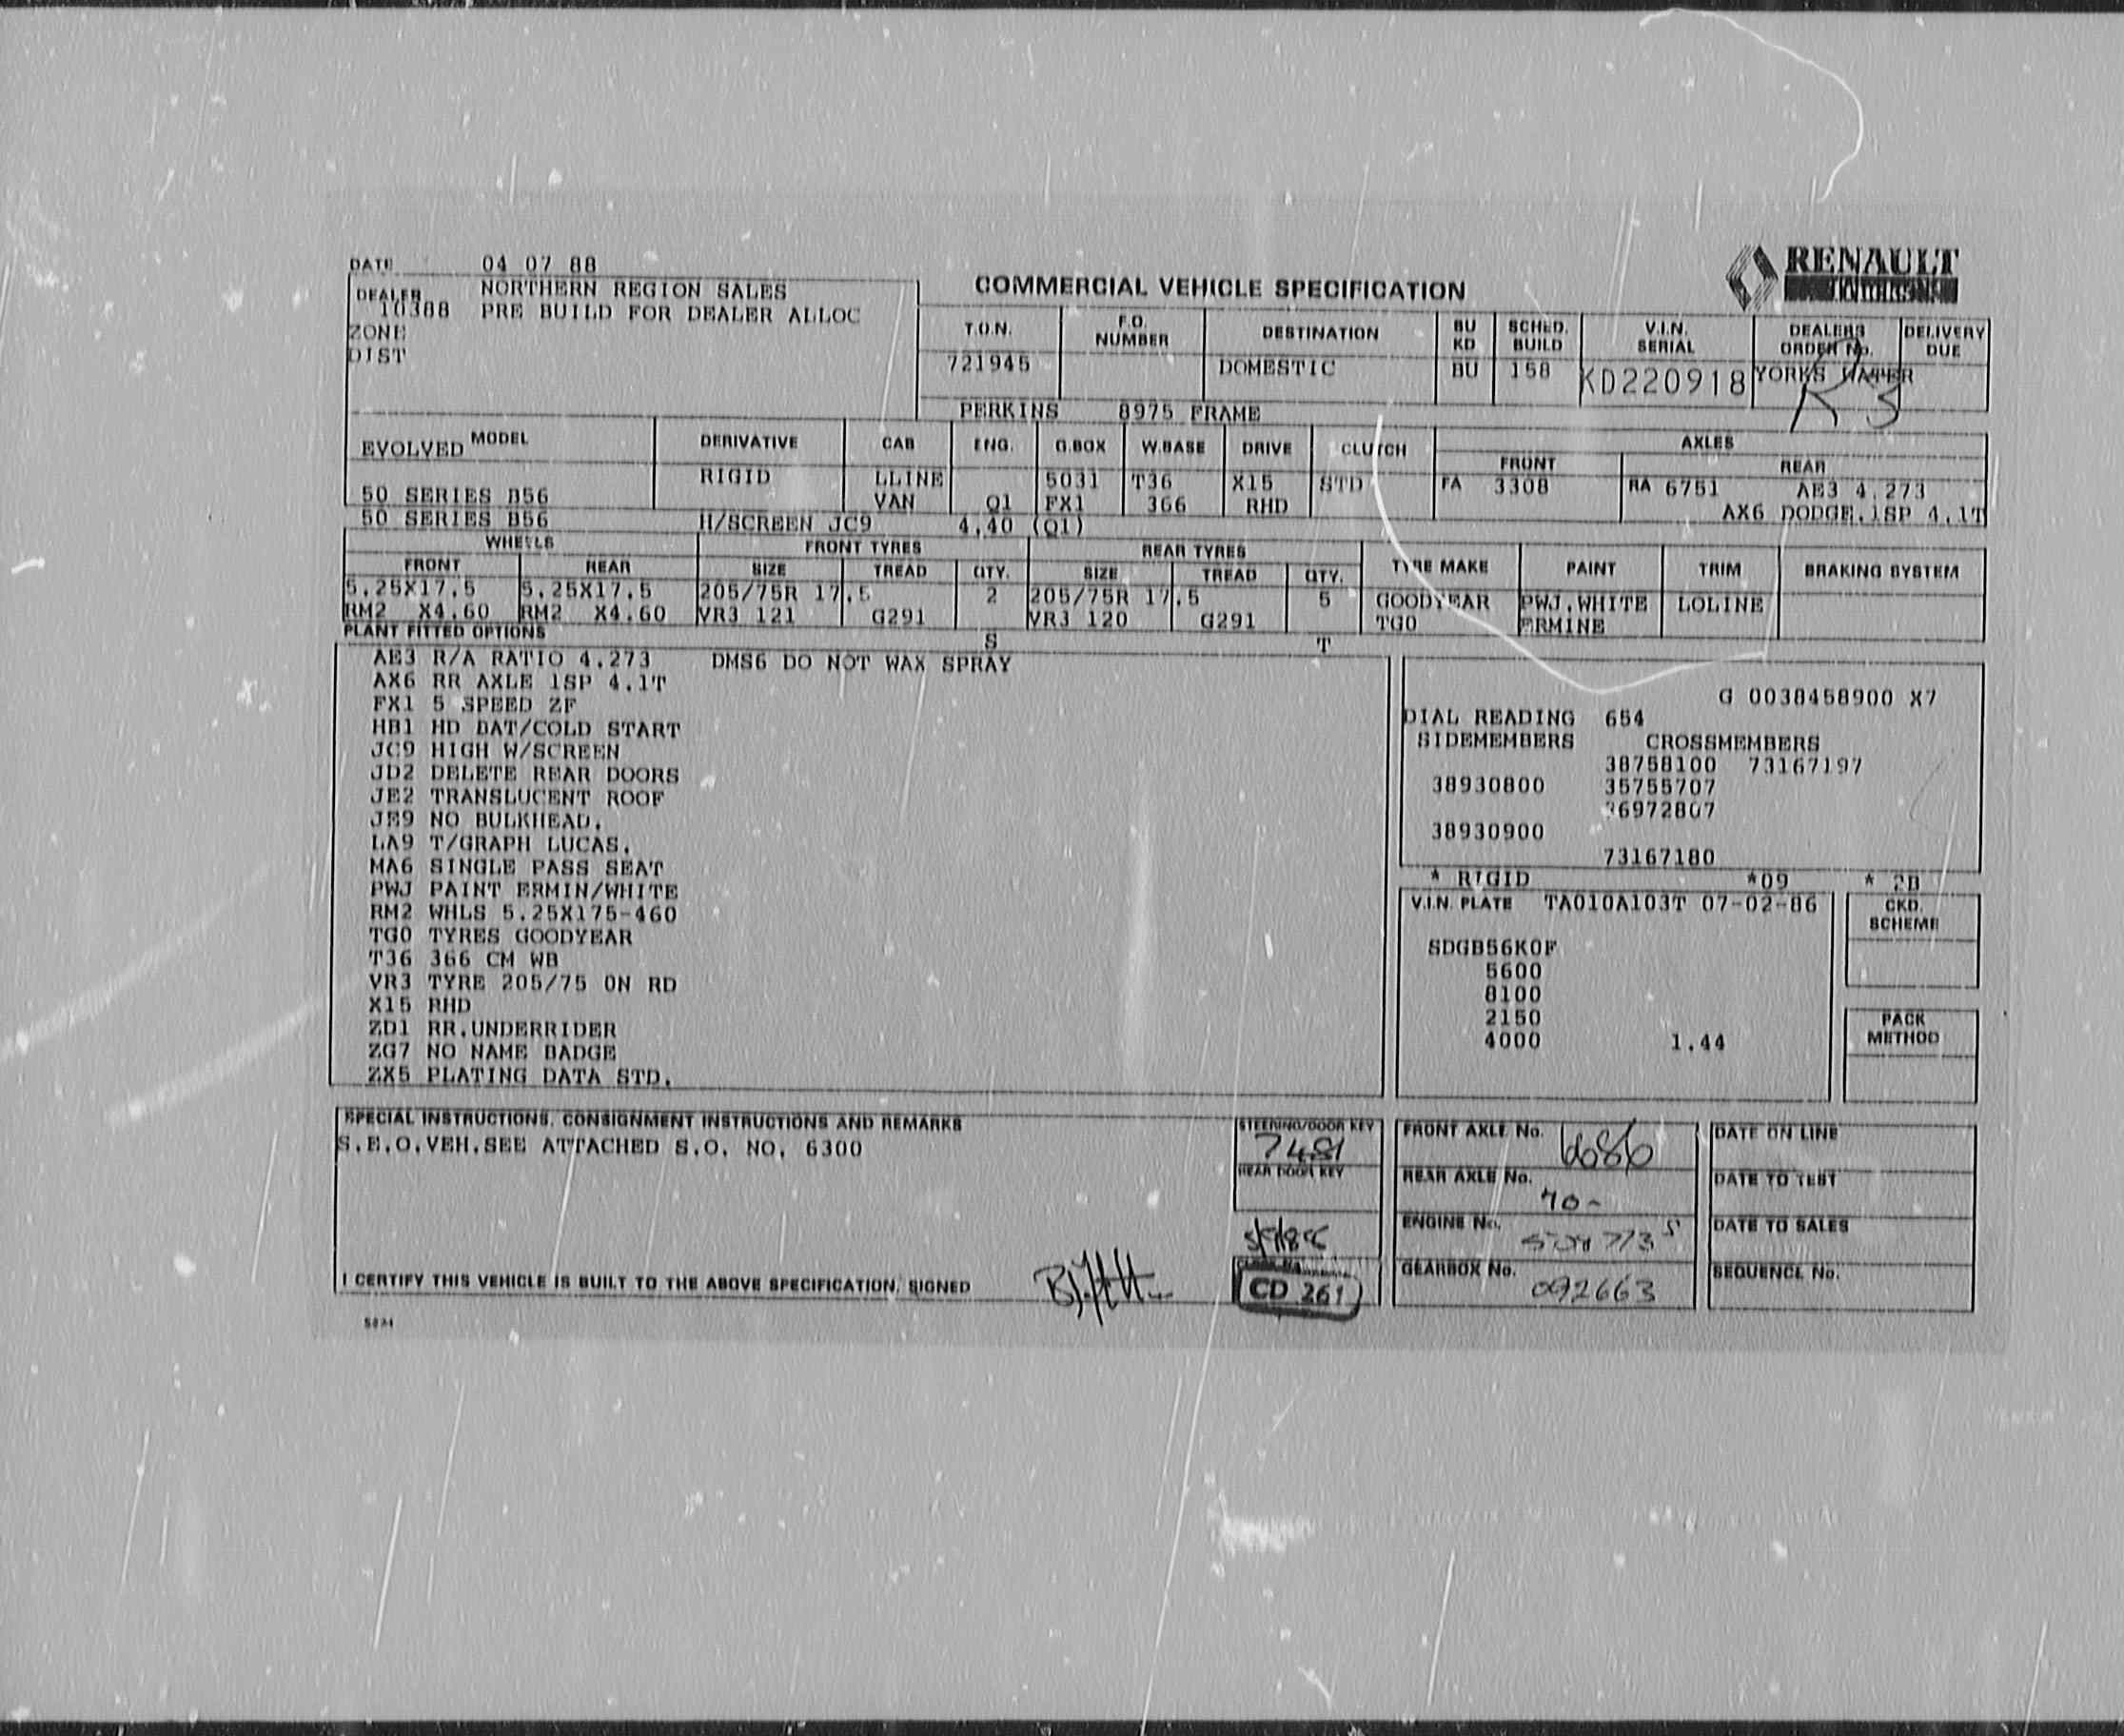 DATE 04 07 88
DEALER NORTHERN REGION SALES
10388 PRE BUILD FOR DEALER ALLOC
ZONE
DIST
COMMERCIAL VEHICLE SPECIFICATION
RENAULT
T.O.N. F.O. NUMBER DESTINATION BU KD SCHED. BUILD V.I.N. SERIAL DEALERS ORDER No. DELIVERY DUE
721945 DOMESTIC BU 158 KD220918 YORKS WATER
PERKINS 8975 FRAME
MODEL DERIVATIVE CAB ENG. G.BOX W.BASE DRIVE CLUTCH AXLES
EVOLVED FRONT REAR
RIGID LLINE 5031 T36 X15 STD FA 3308 RA 6751 AE3 4.273
50 SERIES B56 VAN Q1 FX1 366 RHD AX6 DODGE.1SP 4.1T
50 SERIES B56 H/SCREEN JC9 4.40 (Q1)
WHEELS FRONT TYRES REAR TYRES
FRONT REAR SIZE TREAD QTY. SIZE TREAD QTY. TYRE MAKE PAINT TRIM BRAKING SYSTEM
5.25X17.5 5.25X17.5 205/75R 17.5 2 205/75R 17.5 5 GOODYEAR PWJ.WHITE LOLINE
RM2 X4.60 RM2 X4.60 VR3 121 G291 VR3 120 G291 TG0 ERMINE
PLANT FITTED OPTIONS S T
AE3 R/A RATIO 4.273 DMS6 DO NOT WAX SPRAY
AX6 RR AXLE 1SP 4.1T
FX1 5 SPEED ZF
HB1 HD BAT/COLD START
JC9 HIGH W/SCREEN
JD2 DELETE REAR DOORS
JE2 TRANSLUCENT ROOF
JE9 NO BULKHEAD.
LA9 T/GRAPH LUCAS.
MA6 SINGLE PASS SEAT
PWJ PAINT ERMIN/WHITE
RM2 WHLS 5.25X175-460
TG0 TYRES GOODYEAR
T36 366 CM WB
VR3 TYRE 205/75 ON RD
X15 RHD
ZD1 RR.UNDERRIDER
ZG7 NO NAME BADGE
ZX5 PLATING DATA STD.
G 0038458900 X7
DIAL READING 654
SIDEMEMBERS CROSSMEMBERS
38758100 73167197
38930800 35755707
36972807
38930900
73167180
* RIGID *09 * 2B
V.I.N. PLATE TA010A103T 07-02-86
SDGB56K0F
5600
8100
2150
4000 1.44
CKD. SCHEME
PACK METHOD
SPECIAL INSTRUCTIONS, CONSIGNMENT INSTRUCTIONS AND REMARKS
S.E.O.VEH.SEE ATTACHED S.O. NO. 6300
STEERING/DOOR KEY
7481
REAR DOOR KEY
CD 261
I CERTIFY THIS VEHICLE IS BUILT TO THE ABOVE SPECIFICATION. SIGNED
FRONT AXLE No.
REAR AXLE No.
ENGINE No.
GEARBOX No. 092663
DATE ON LINE
DATE TO TEST
DATE TO SALES
SEQUENCE No.